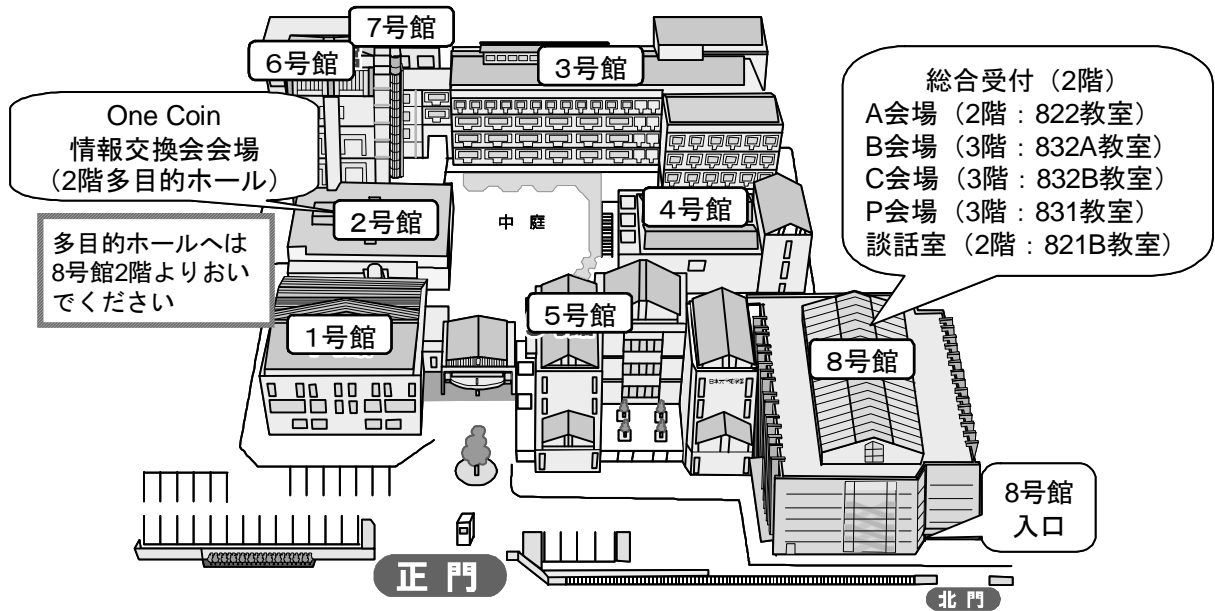 7号館
6号館
3号館
One Coin
情報交換会会場
（2階多目的ホール）
総合受付（2階）
A会場（2階：822教室）
B会場（3階：832A教室）
C会場（3階：832B教室）
P会場（3階：831教室）
談話室（2階：821B教室）
2号館
中庭
4号館
多目的ホールへは
8号館2階よりおい
でください
1号館
5号館
8号館
8号館
入口
正門
北門